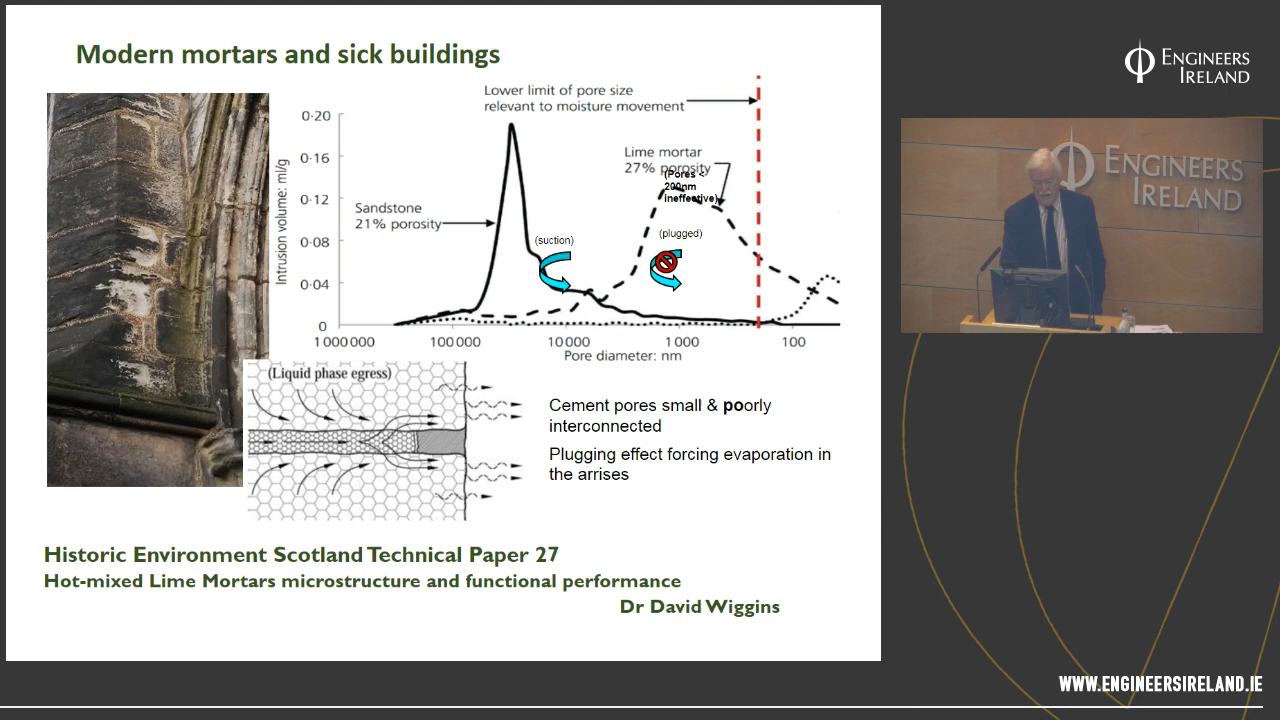 Modern mortars and sick buildings
Lower limit of pore size
relevant to moisture movement
0·20
0·16
0·12
0·08
0·04
0
Intrusion volume: ml/g
Lime mortar
27% porosity
(Pores <
200nm
ineffective)
Sandstone
21% porosity
(suction)
(plugged)
1 000 000
100 000
10 000
1 000
100
Pore diameter: nm
(Liquid phase egress)
Cement pores small & poorly
interconnected
Plugging effect forcing evaporation in
the arrises
Historic Environment Scotland Technical Paper 27
Hot-mixed Lime Mortars microstructure and functional performance
Dr David Wiggins
ENGINEERS
IRELAND
ENGINEERS
IRELAND
WWW.ENGINEERSIRELAND.IE